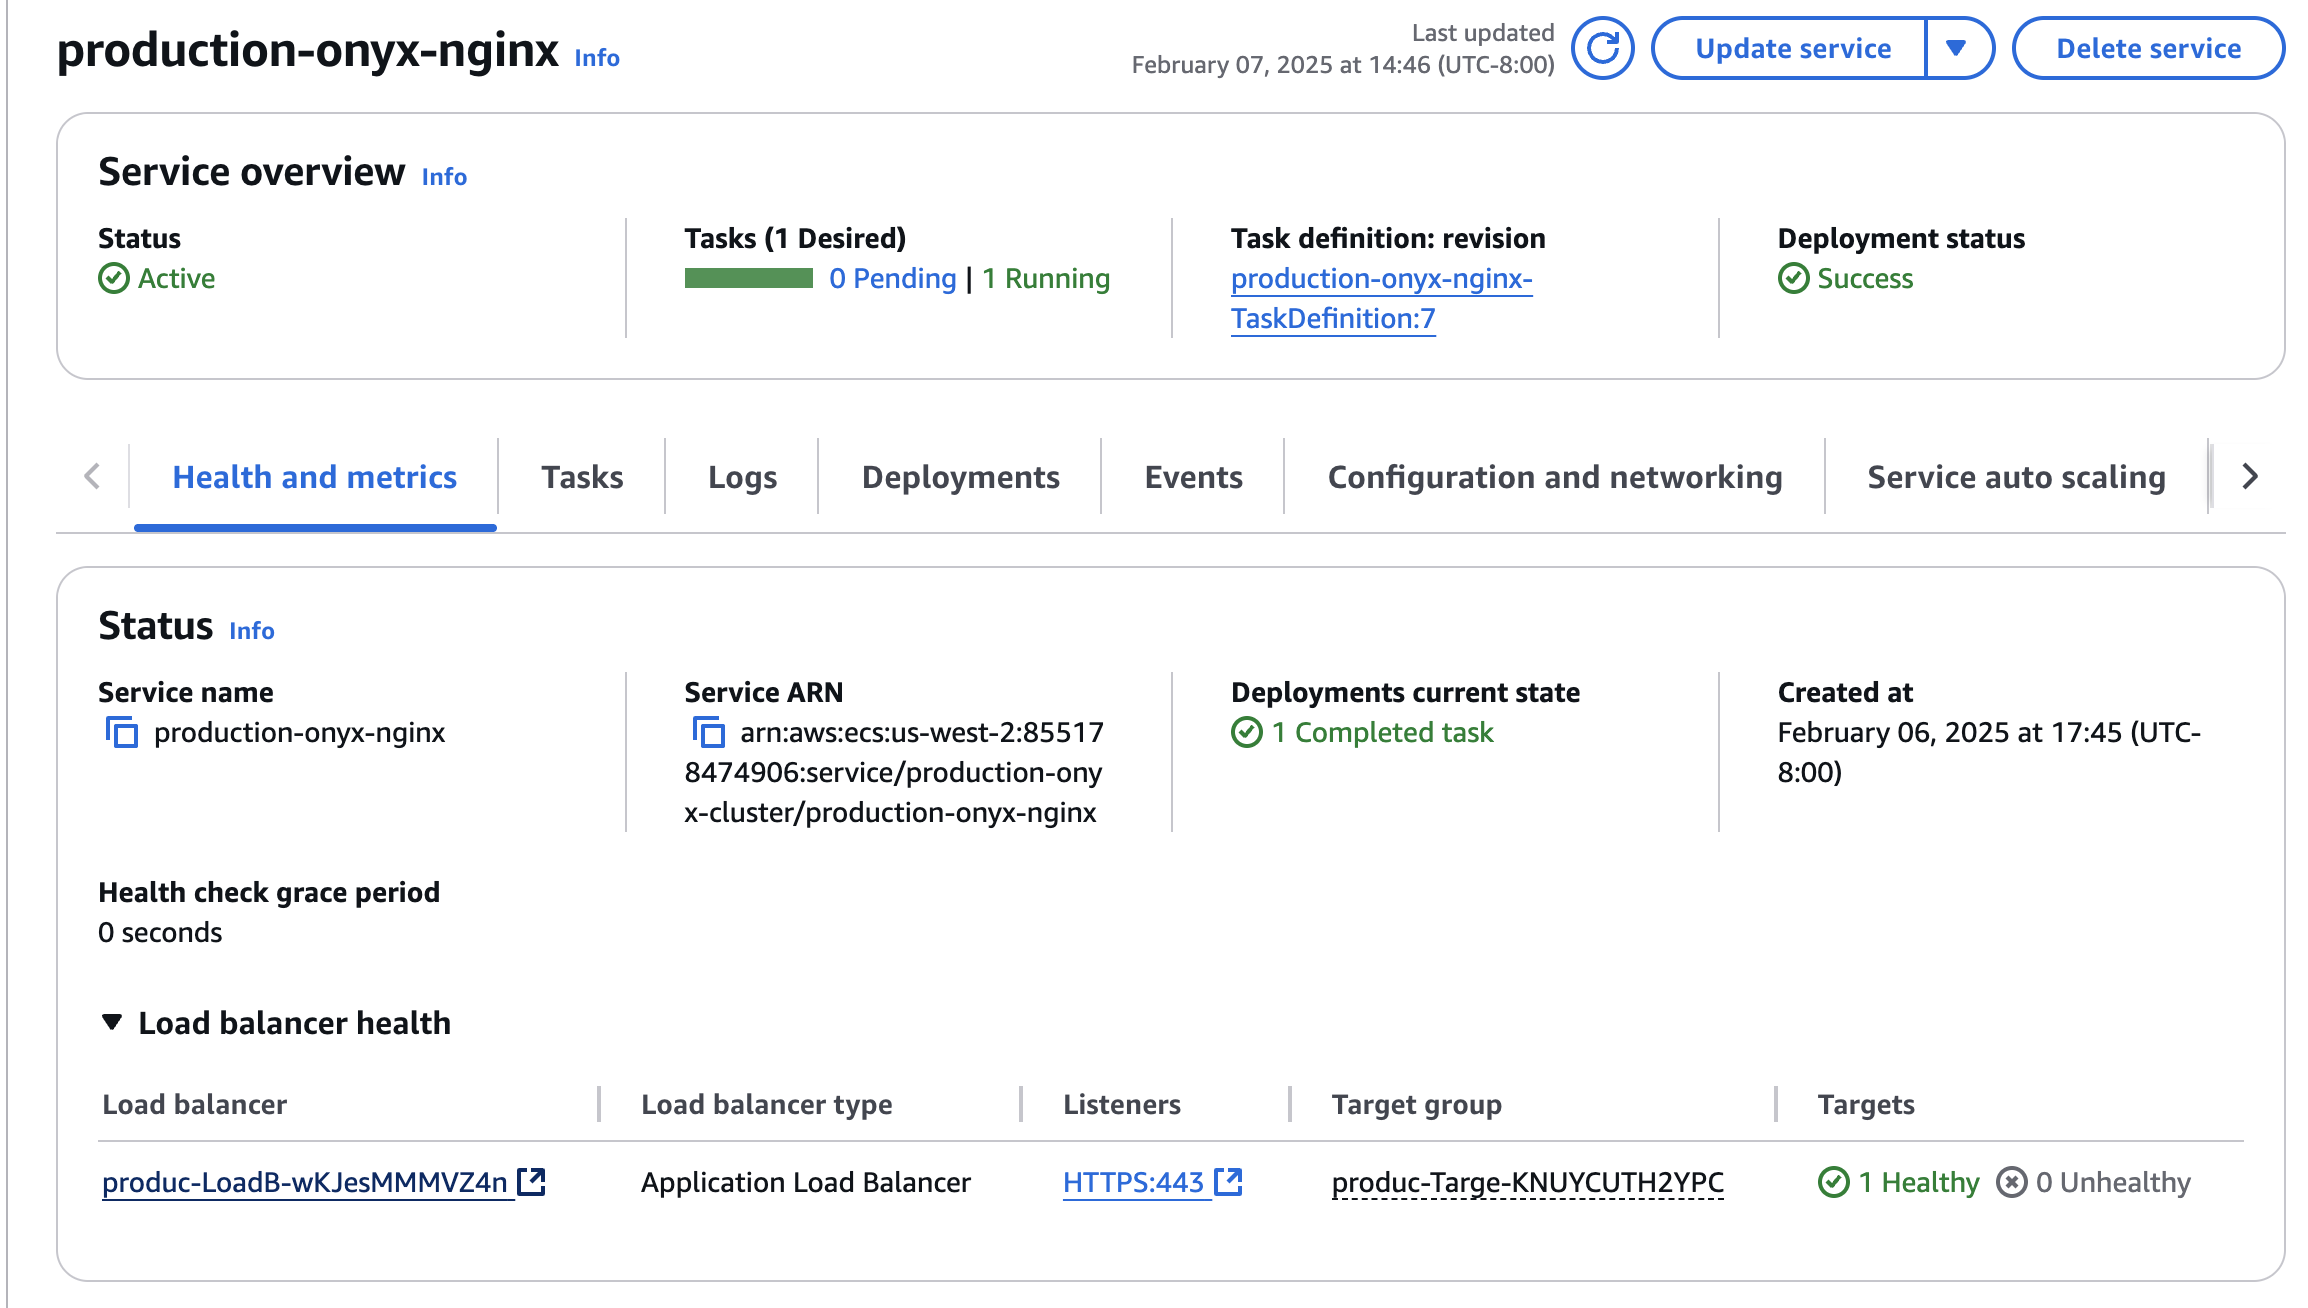 production-onyx-nginx Info
Last updated
February 07, 2025 at 14:46 (UTC-8:00)
Update service
Delete service
Service overview Info
Status
Active
Tasks (1 Desired)
0 Pending | 1 Running
Task definition: revision
production-onyx-nginx-
TaskDefinition:7
Deployment status
Success
Health and metrics
Tasks
Logs
Deployments
Events
Configuration and networking
Service auto scaling
Status Info
Service name
production-onyx-nginx
Service ARN
arn:aws:ecs:us-west-2:85517
8474906:service/production-ony
x-cluster/production-onyx-nginx
Deployments current state
1 Completed task
Created at
February 06, 2025 at 17:45 (UTC-
8:00)
Health check grace period
0 seconds
Load balancer health
Load balancer
Load balancer type
Listeners
Target group
Targets
produc-LoadB-wKJesMMMVZ4n
Application Load Balancer
HTTPS:443
produc-Targe-KNUYCUTH2YPC
1 Healthy
0 Unhealthy